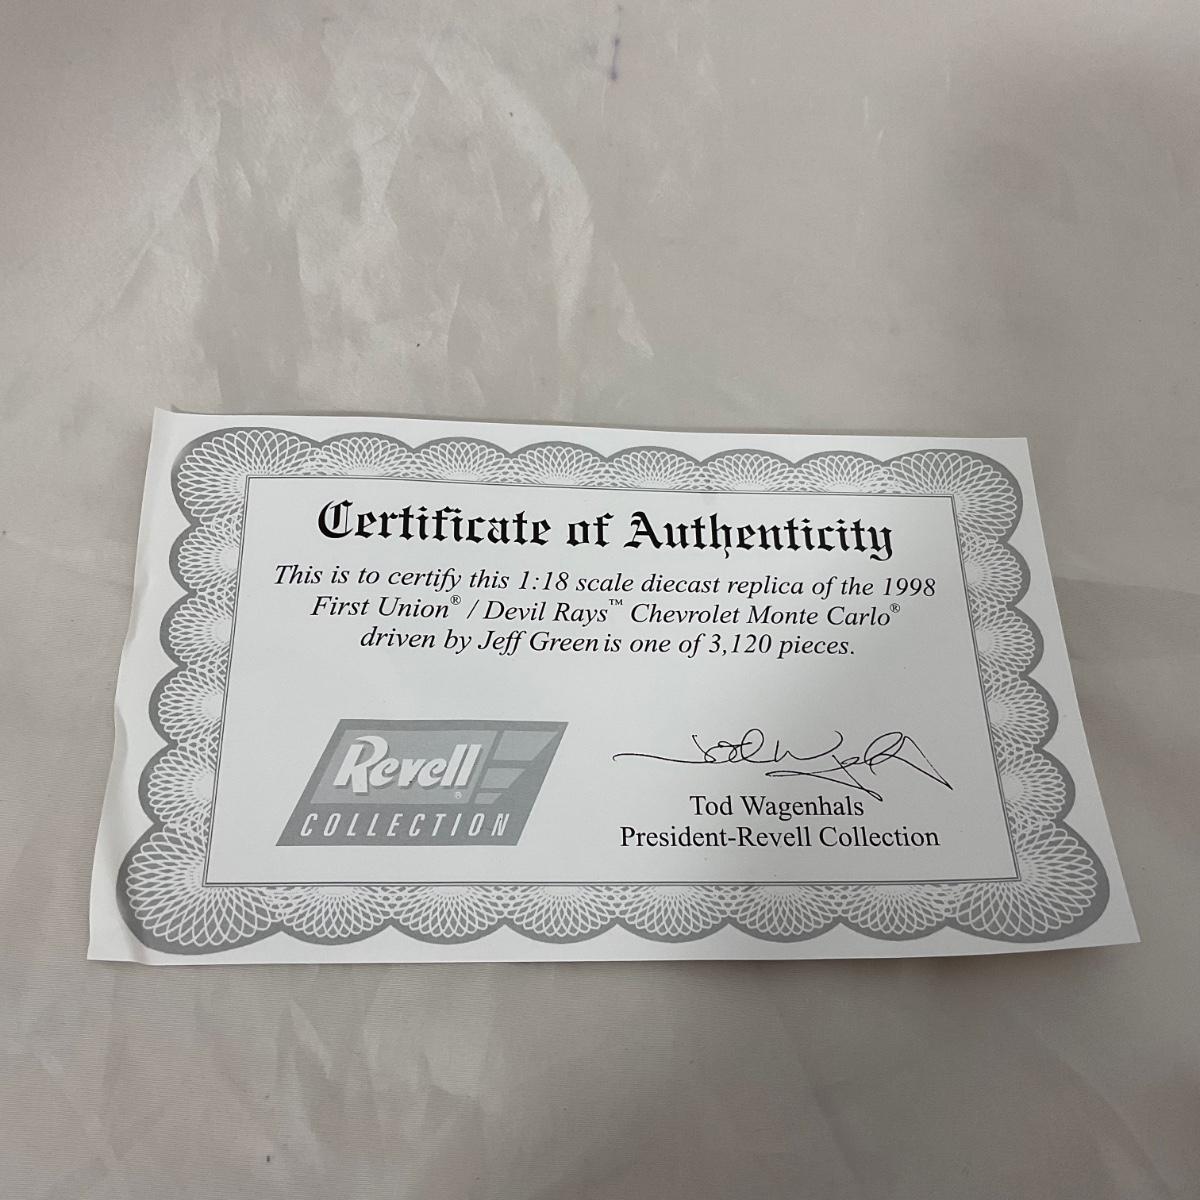 Certificate of Authenticity
This is to certify this 1:18 scale diecast replica of the 1998
First Union® / Devil Rays™ Chevrolet Monte Carlo®
driven by Jeff Green is one of 3,120 pieces.
Revell®
COLLECTION
Tod Wagenhals
Tod Wagenhals
President-Revell Collection